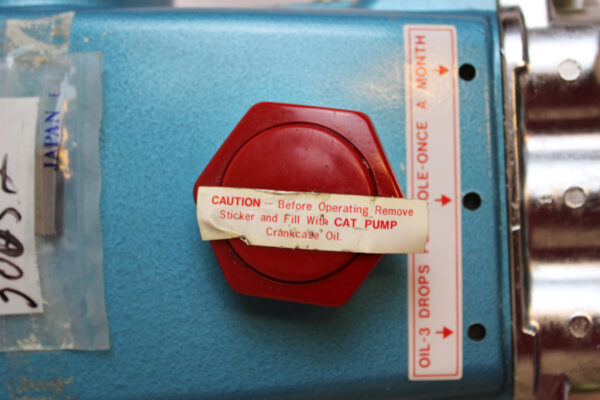 CAUTION — Before Operating Remove
Sticker and Fill With CAT PUMP
Crankcase Oil.
OIL-3 DROPS P OLE-ONCE A MONTH
JAPAN